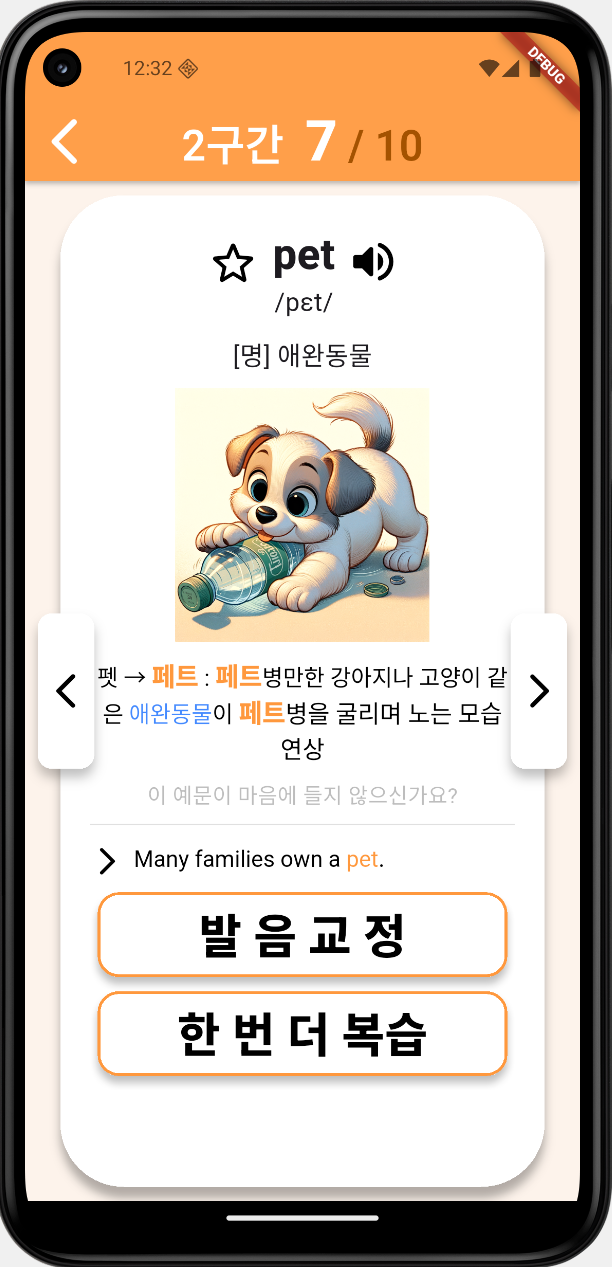 12:32
DEBUG
2구간 7 / 10
pet
/pɛt/
[명] 애완동물
펫 → 페트 : 페트병만한 강아지나 고양이 같
은 애완동물이 페트병을 굴리며 노는 모습
연상
이 예문이 마음에 들지 않으신가요?
Many families own a pet.
발 음 교 정
한 번 더 복습